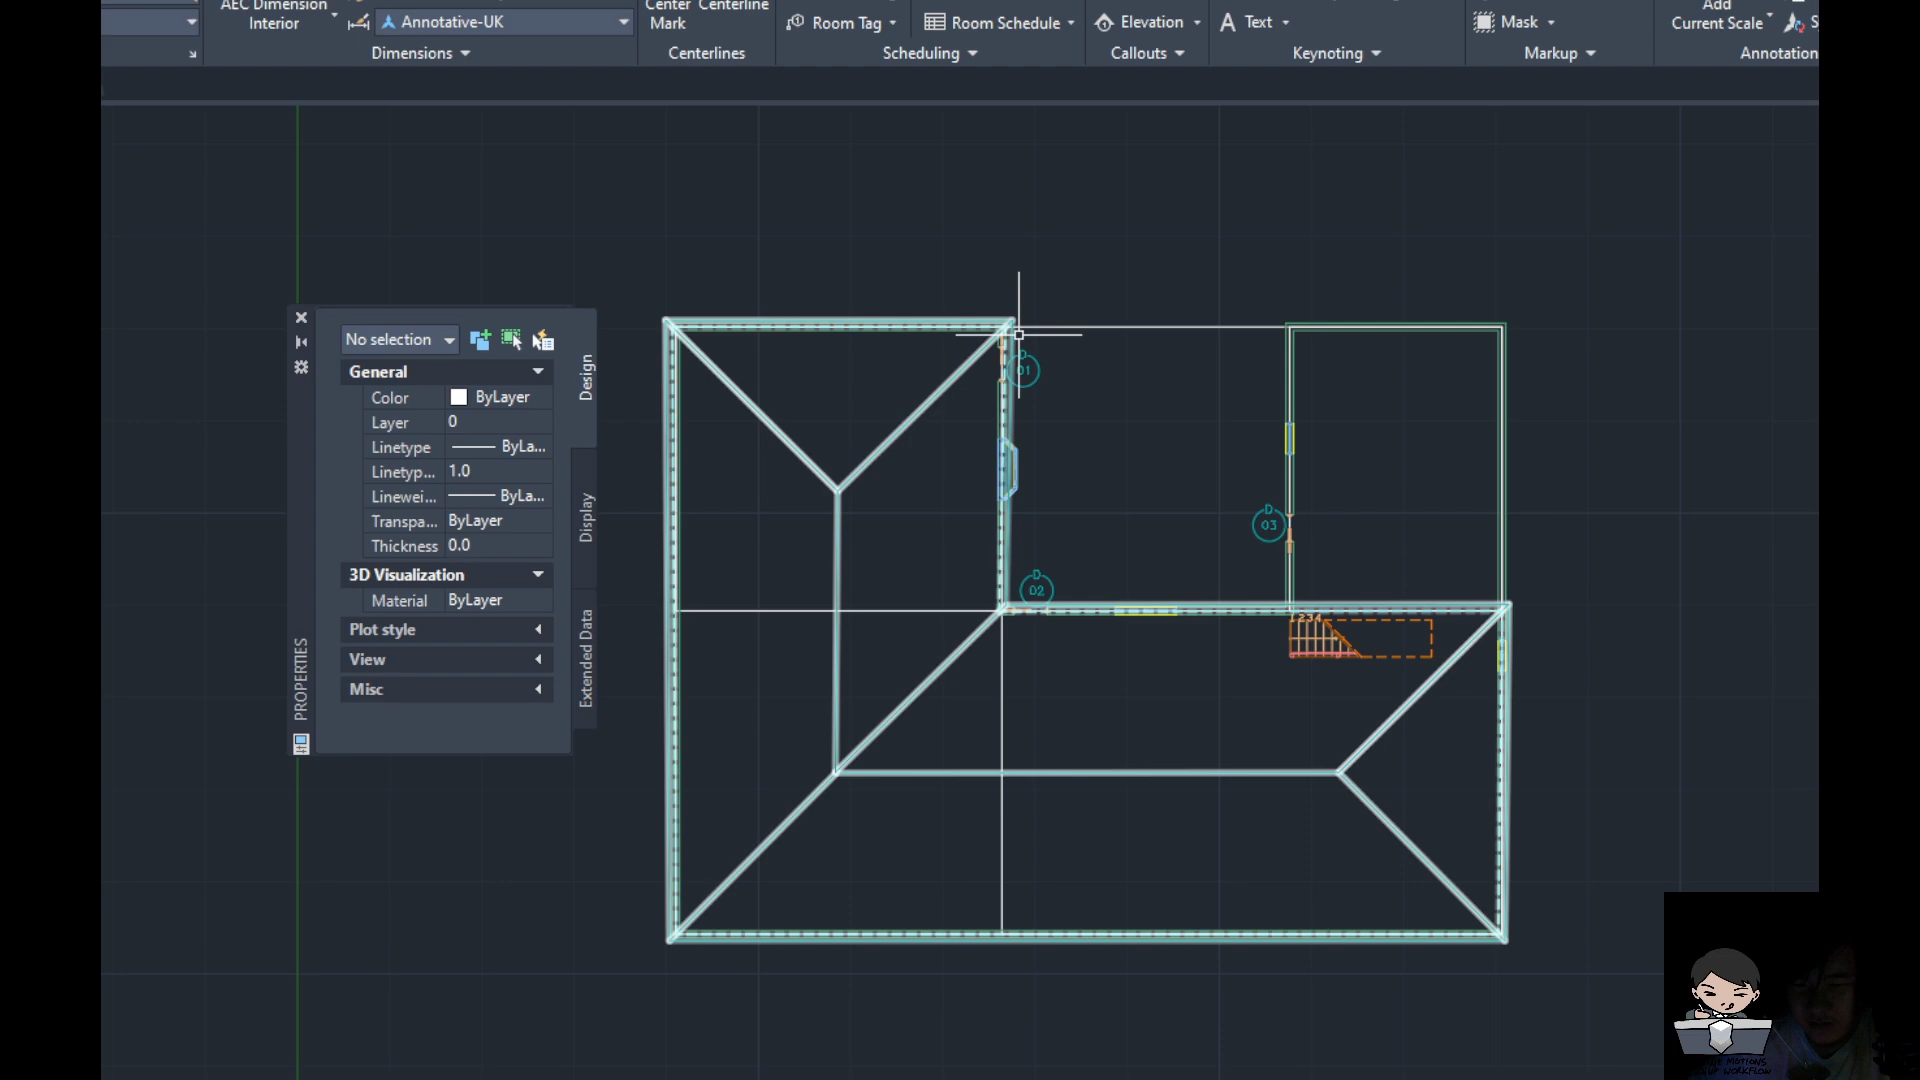 AEC Dimension
Interior
Annotative-UK
Dimensions
Center
Mark
Centerline
Centerlines
Room Tag
Room Schedule
Scheduling
Elevation
Callouts
Text
Keynoting
Mask
Markup
Add
Current Scale
S
Annotation
No selection
General
Color ByLayer
Layer 0
Linetype ByLa...
Linetyp... 1.0
Linewei... ByLa...
Transpa... ByLayer
Thickness 0.0
3D Visualization
Material ByLayer
Plot style
View
Misc
PROPERTIES
Design
Display
Extended Data
D
01
D
02
D
03
1234
MOTIONS
WORKFLOW